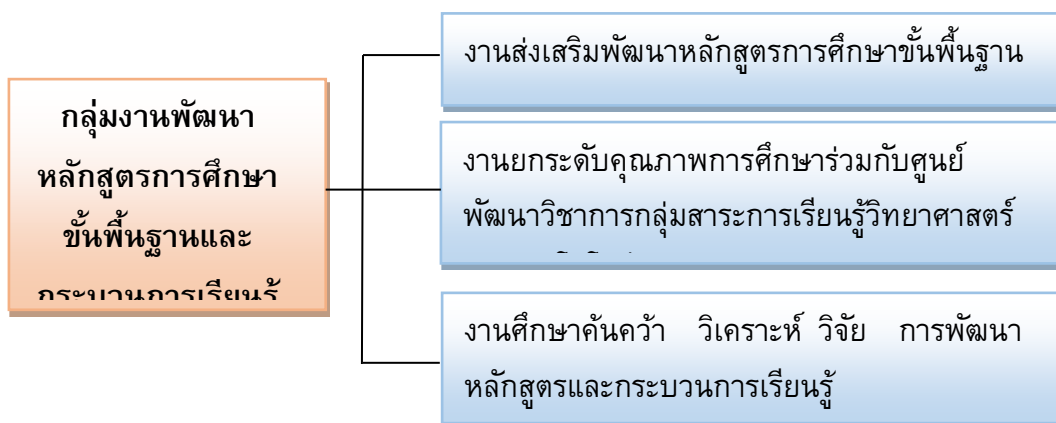 กลุ่มงานพัฒนา
หลักสูตรการศึกษา
ขั้นพื้นฐานและ
กระบวนการเรียนรู้
งานส่งเสริมพัฒนาหลักสูตรการศึกษาขั้นพื้นฐาน
งานยกระดับคุณภาพการศึกษาร่วมกับศูนย์
พัฒนาวิชาการกลุ่มสาระการเรียนรู้วิทยาศาสตร์
งานศึกษาค้นคว้า วิเคราะห์ วิจัย การพัฒนา
หลักสูตรและกระบวนการเรียนรู้